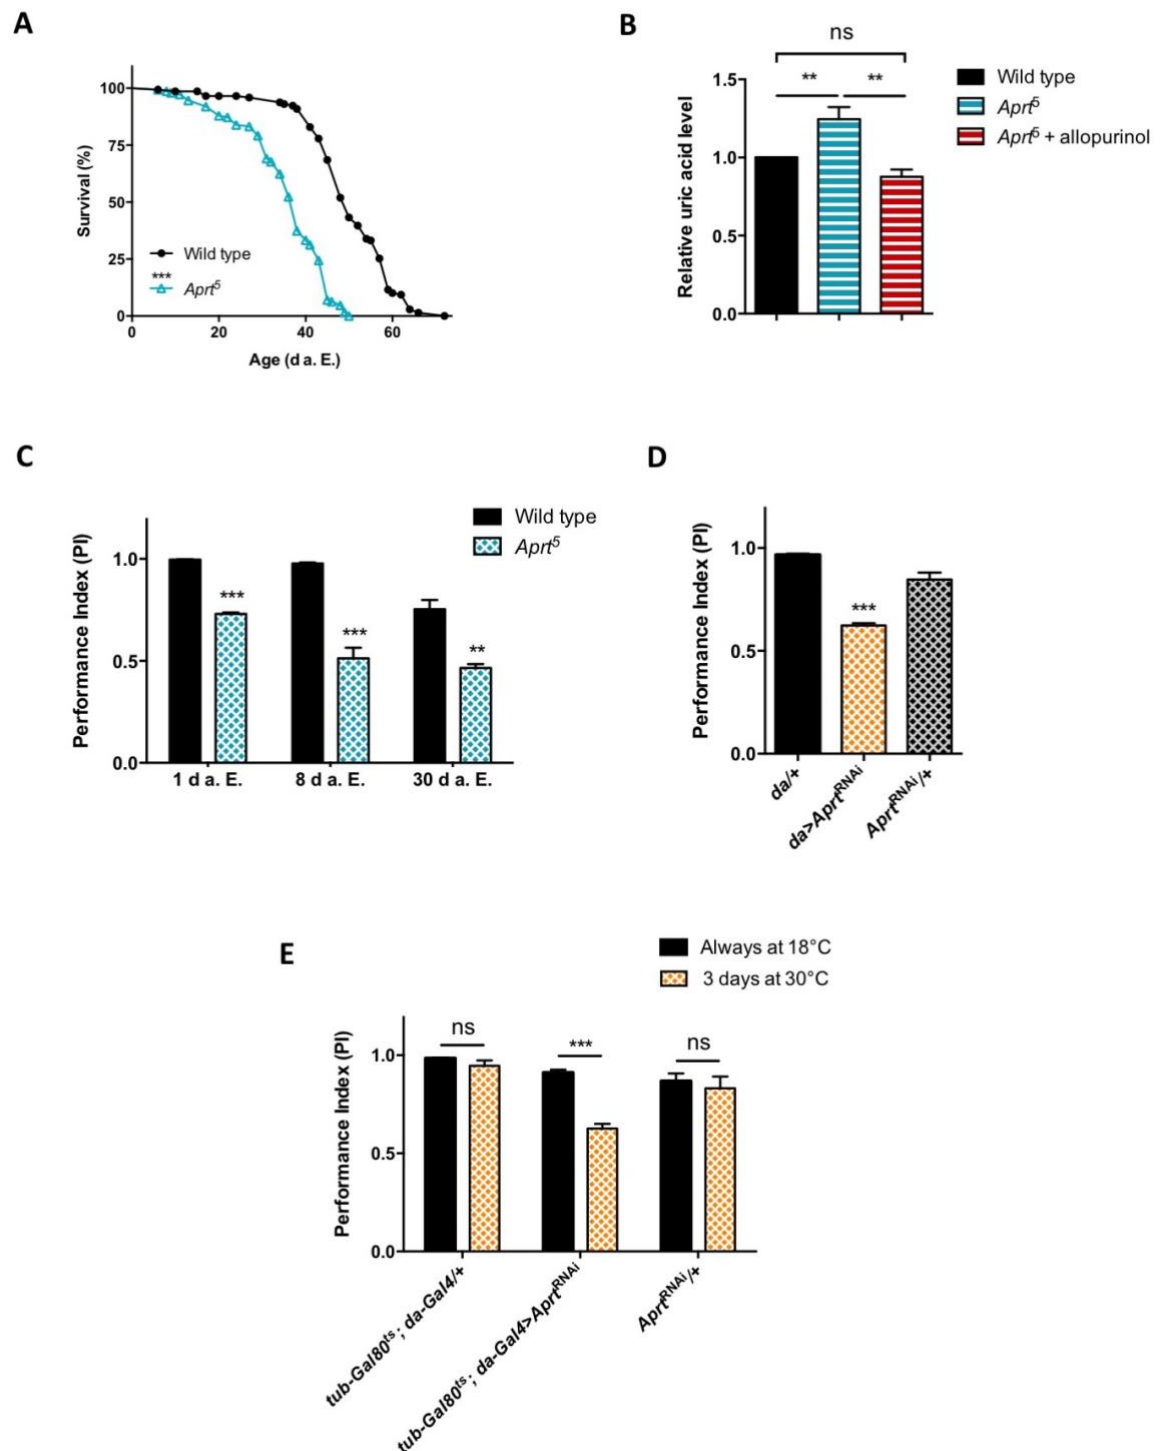 A
100
75
50
25
0
Survival (%)
Wild type
***
Aprt5
0 20 40 60
Age (d a. E.)
B
ns
** **
1.5
1.0
0.5
0.0
Relative uric acid level
Wild type
Aprt5
Aprt5 + allopurinol
C
Wild type
Aprt5
1.0
0.5
0.0
Performance Index (PI)
***
***
**
1 d a. E. 8 d a. E. 30 d a. E.
D
1.0
0.5
0.0
Performance Index (PI)
***
da/+
da>AprtRNAi
AprtRNAi/+
E
Always at 18°C
3 days at 30°C
1.0
0.5
0.0
Performance Index (PI)
ns
***
ns
tub-Gal80ts; da-Gal4/+
tub-Gal80ts; da-Gal4>AprtRNAi
AprtRNAi/+